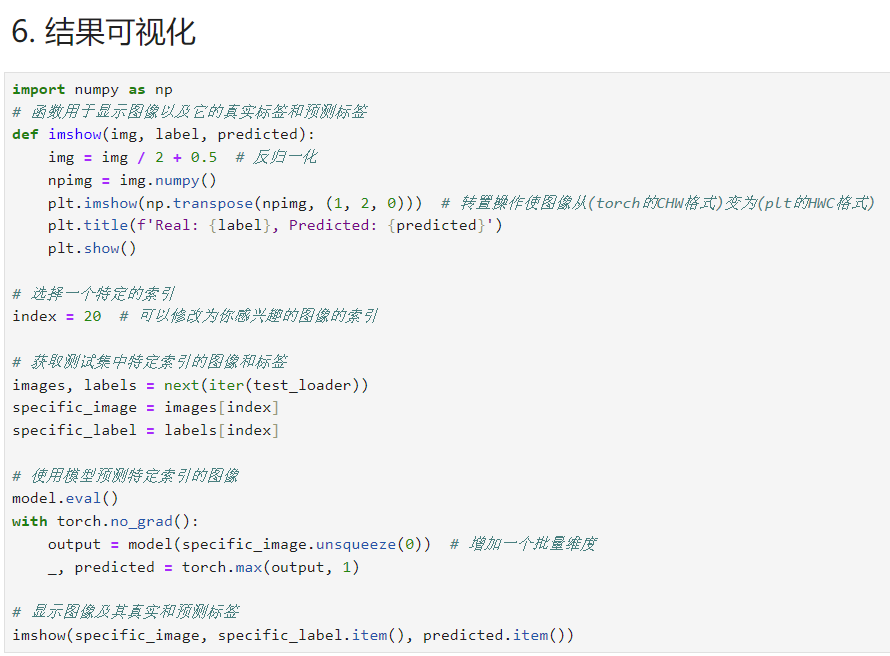 6. 结果可视化
import numpy as np
# 函数用于显示图像以及它的真实标签和预测标签
def imshow(img, label, predicted):
    img = img / 2 + 0.5  # 反归一化
    npimg = img.numpy()
    plt.imshow(np.transpose(npimg, (1, 2, 0)))  # 转置操作使图像从(torch的CHW格式)变为(plt的HWC格式)
    plt.title(f'Real: {label}, Predicted: {predicted}')
    plt.show()
# 选择一个特定的索引
index = 20  # 可以修改为你感兴趣的图像的索引
# 获取测试集中特定索引的图像和标签
images, labels = next(iter(test_loader))
specific_image = images[index]
specific_label = labels[index]
# 使用模型预测特定索引的图像
model.eval()
with torch.no_grad():
    output = model(specific_image.unsqueeze(0))  # 增加一个批量维度
    _, predicted = torch.max(output, 1)
# 显示图像及其真实和预测标签
imshow(specific_image, specific_label.item(), predicted.item())